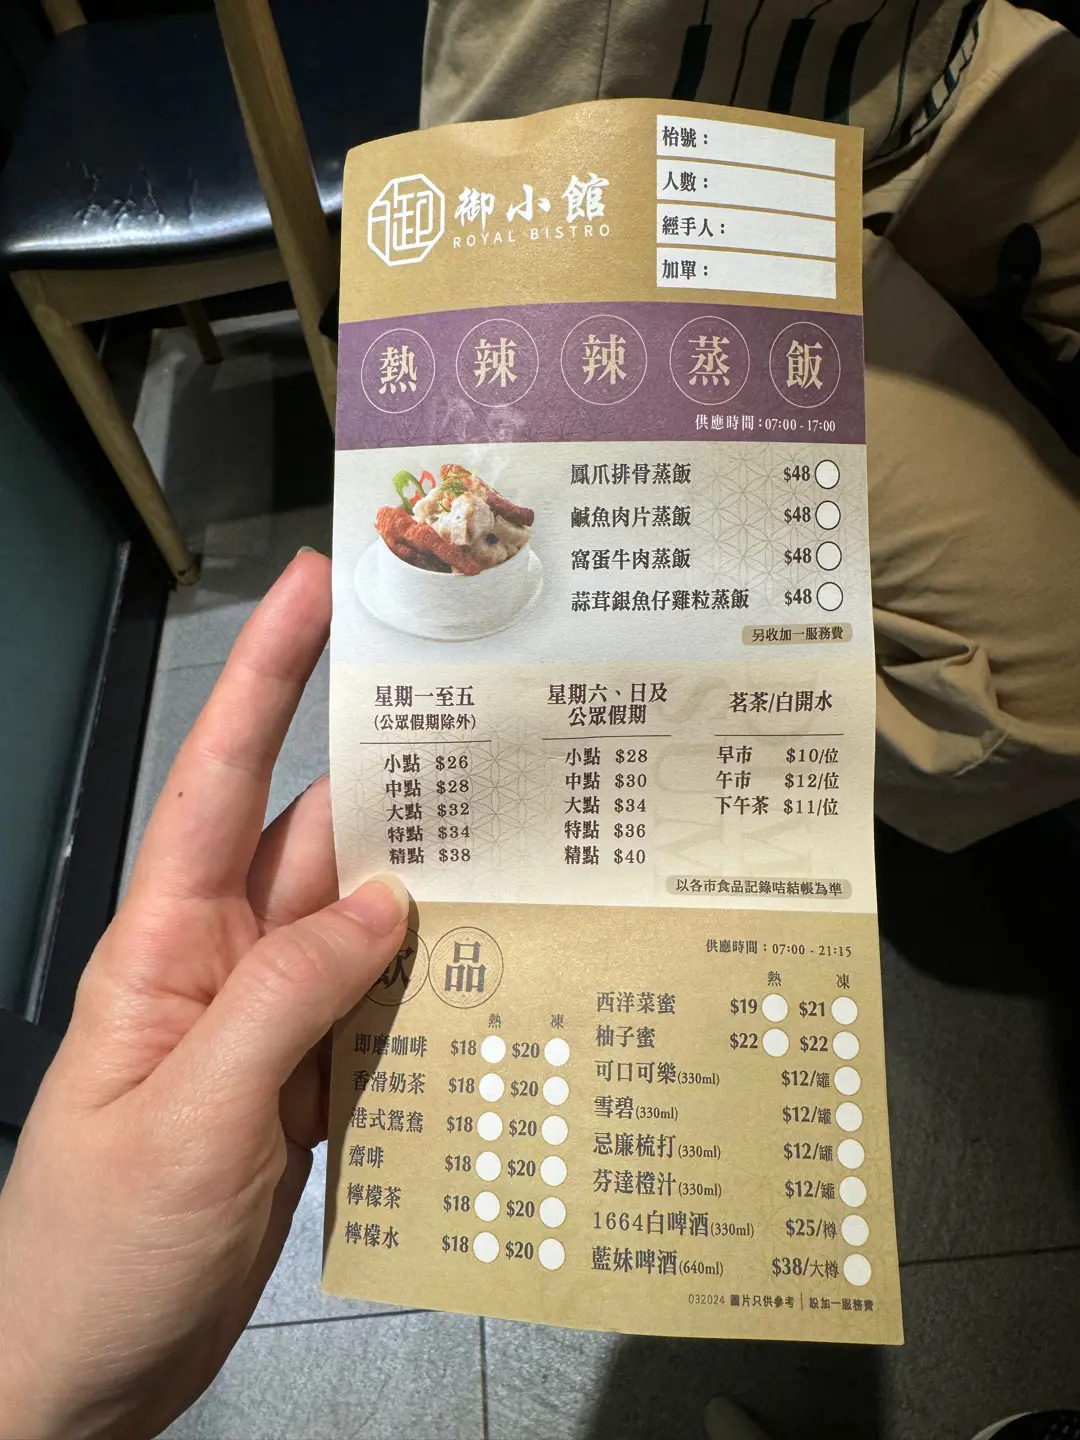 御小館
ROYAL BISTRO
枱號：
人數：
經手人：
加單：
熱辣辣蒸飯
供應時間：07:00 - 17:00
鳳爪排骨蒸飯 $48
鹹魚肉片蒸飯 $48
窩蛋牛肉蒸飯 $48
蒜茸銀魚仔雞粒蒸飯 $48
另收加一服務費
星期一至五
(公眾假期除外)
小點 $26
中點 $28
大點 $32
特點 $34
精點 $38
星期六、日及
公眾假期
小點 $28
中點 $30
大點 $34
特點 $36
精點 $40
茗茶/白開水
早市 $10/位
午市 $12/位
下午茶 $11/位
以各市食品記錄咭結帳為準
飲品
供應時間：07:00 - 21:15
熱 凍
即磨咖啡 $18 $20
香滑奶茶 $18 $20
港式鴛鴦 $18 $20
齋啡 $18 $20
檸檬茶 $18 $20
檸檬水 $18 $20
熱 凍
西洋菜蜜 $19 $21
柚子蜜 $22 $22
可口可樂(330ml) $12/罐
雪碧(330ml) $12/罐
忌廉梳打(330ml) $12/罐
芬達橙汁(330ml) $12/罐
1664白啤酒(330ml) $25/樽
藍妹啤酒(640ml) $38/大樽
032024 圖片只供參考 | 設加一服務費